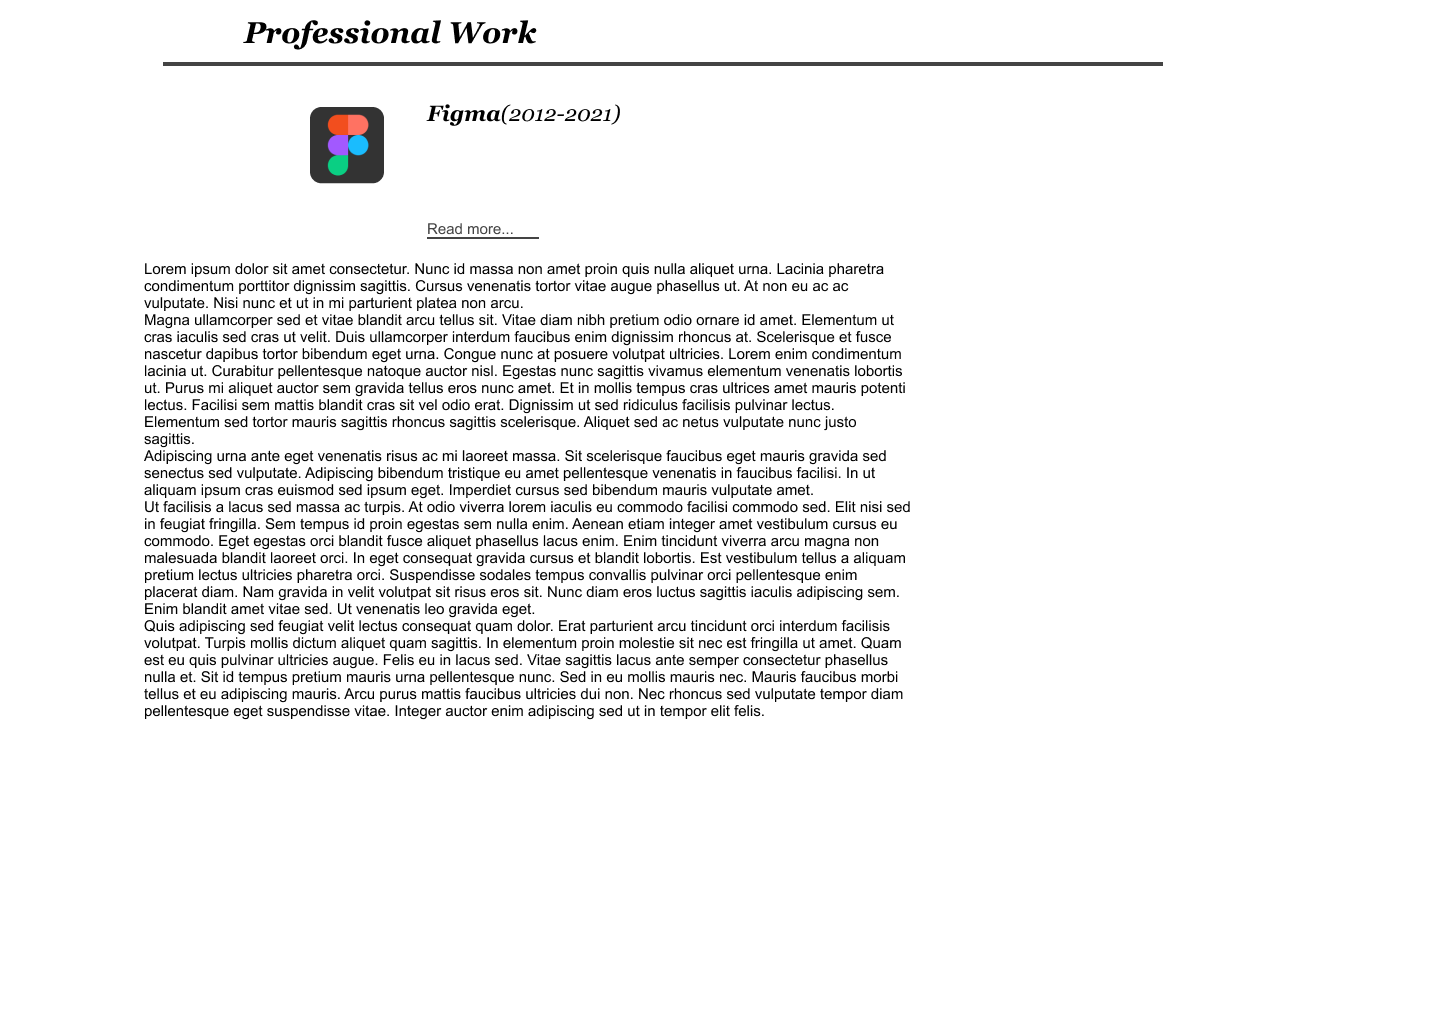 Professional Work
Figma(2012-2021)
Read more...
Lorem ipsum dolor sit amet consectetur. Nunc id massa non amet proin quis nulla aliquet urna. Lacinia pharetra
condimentum porttitor dignissim sagittis. Cursus venenatis tortor vitae augue phasellus ut. At non eu ac ac
vulputate. Nisi nunc et ut in mi parturient platea non arcu.
Magna ullamcorper sed et vitae blandit arcu tellus sit. Vitae diam nibh pretium odio ornare id amet. Elementum ut
cras iaculis sed cras ut velit. Duis ullamcorper interdum faucibus enim dignissim rhoncus at. Scelerisque et fusce
nascetur dapibus tortor bibendum eget urna. Congue nunc at posuere volutpat ultricies. Lorem enim condimentum
lacinia ut. Curabitur pellentesque natoque auctor nisl. Egestas nunc sagittis vivamus elementum venenatis lobortis
ut. Purus mi aliquet auctor sem gravida tellus eros nunc amet. Et in mollis tempus cras ultrices amet mauris potenti
lectus. Facilisi sem mattis blandit cras sit vel odio erat. Dignissim ut sed ridiculus facilisis pulvinar lectus.
Elementum sed tortor mauris sagittis rhoncus sagittis scelerisque. Aliquet sed ac netus vulputate nunc justo
sagittis.
Adipiscing urna ante eget venenatis risus ac mi laoreet massa. Sit scelerisque faucibus eget mauris gravida sed
senectus sed vulputate. Adipiscing bibendum tristique eu amet pellentesque venenatis in faucibus facilisi. In ut
aliquam ipsum cras euismod sed ipsum eget. Imperdiet cursus sed bibendum mauris vulputate amet.
Ut facilisis a lacus sed massa ac turpis. At odio viverra lorem iaculis eu commodo facilisi commodo sed. Elit nisi sed
in feugiat fringilla. Sem tempus id proin egestas sem nulla enim. Aenean etiam integer amet vestibulum cursus eu
commodo. Eget egestas orci blandit fusce aliquet phasellus lacus enim. Enim tincidunt viverra arcu magna non
malesuada blandit laoreet orci. In eget consequat gravida cursus et blandit lobortis. Est vestibulum tellus a aliquam
pretium lectus ultricies pharetra orci. Suspendisse sodales tempus convallis pulvinar orci pellentesque enim
placerat diam. Nam gravida in velit volutpat sit risus eros sit. Nunc diam eros luctus sagittis iaculis adipiscing sem.
Enim blandit amet vitae sed. Ut venenatis leo gravida eget.
Quis adipiscing sed feugiat velit lectus consequat quam dolor. Erat parturient arcu tincidunt orci interdum facilisis
volutpat. Turpis mollis dictum aliquet quam sagittis. In elementum proin molestie sit nec est fringilla ut amet. Quam
est eu quis pulvinar ultricies augue. Felis eu in lacus sed. Vitae sagittis lacus ante semper consectetur phasellus
nulla et. Sit id tempus pretium mauris urna pellentesque nunc. Sed in eu mollis mauris nec. Mauris faucibus morbi
tellus et eu adipiscing mauris. Arcu purus mattis faucibus ultricies dui non. Nec rhoncus sed vulputate tempor diam
pellentesque eget suspendisse vitae. Integer auctor enim adipiscing sed ut in tempor elit felis.